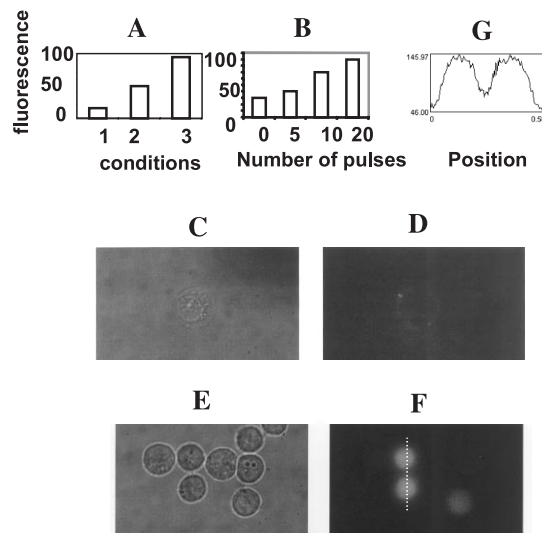 A
B
G
fluorescence
100
50
0
1 2 3
conditions
100
50
0
0 5 10 20
Number of pulses
145.97
46.00
0
0.50
Position
C
D
E
F